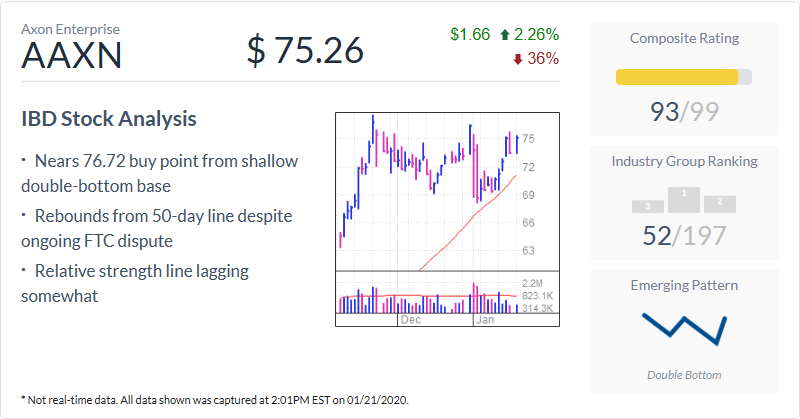 Axon Enterprise
AAXN
$ 75.26
$1.66 2.26%
36%
IBD Stock Analysis
· Nears 76.72 buy point from shallow
double-bottom base
· Rebounds from 50-day line despite
ongoing FTC dispute
· Relative strength line lagging
somewhat
75
72
69
66
63
2.2M
823.1K
314.3K
Dec
Jan
Composite Rating
93/99
Industry Group Ranking
3
1
2
52/197
Emerging Pattern
Double Bottom
* Not real-time data. All data shown was captured at 2:01PM EST on 01/21/2020.